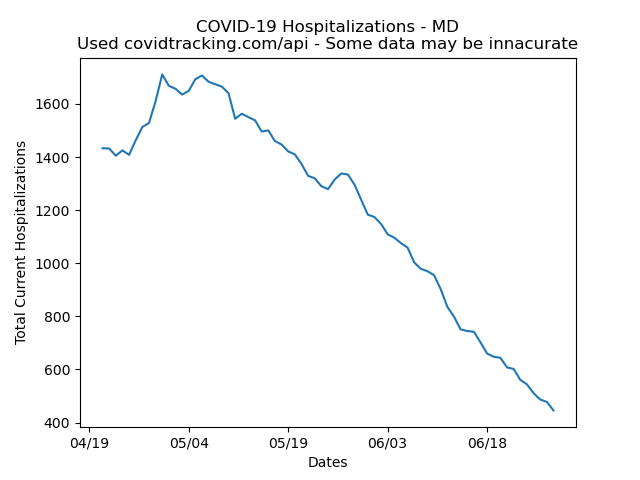 COVID-19 Hospitalizations - MD
Used covidtracking.com/api - Some data may be innacurate
Total Current Hospitalizations
1600
1400
1200
1000
800
600
400
04/19 05/04 05/19 06/03 06/18
Dates